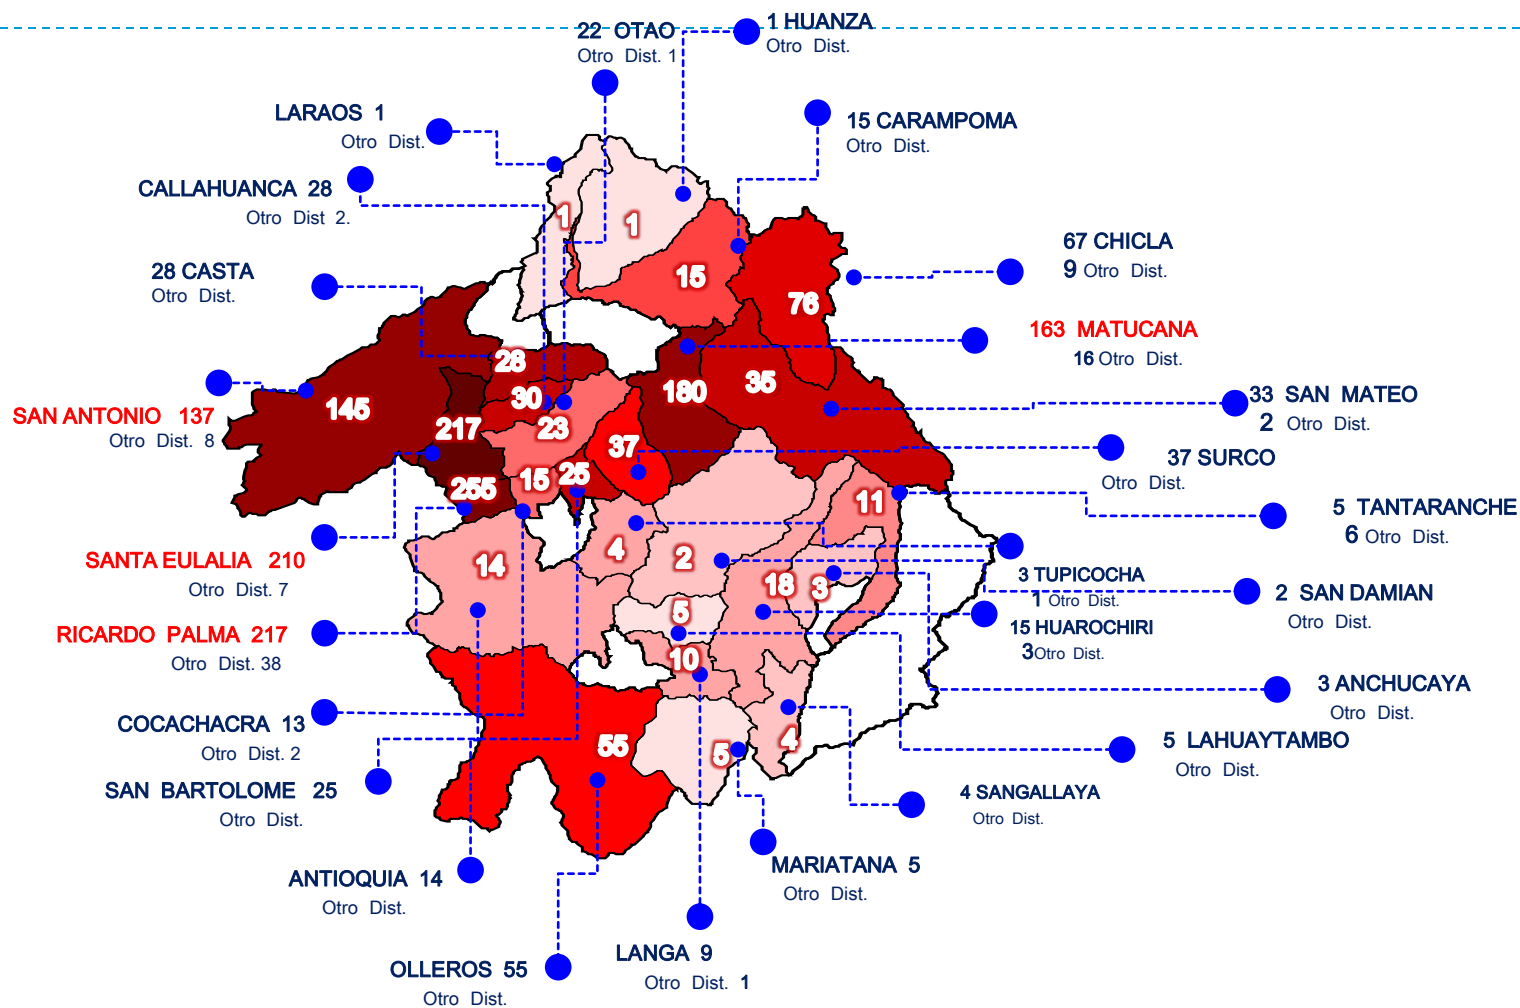 1 HUANZA
Otro Dist.
22 OTAO
Otro Dist. 1
LARAOS 1
Otro Dist.
15 CARAMPOMA
Otro Dist.
CALLAHUANCA 28
Otro Dist 2.
67 CHICLA
9 Otro Dist.
28 CASTA
Otro Dist.
163 MATUCANA
16 Otro Dist.
33 SAN MATEO
2 Otro Dist.
SAN ANTONIO 137
Otro Dist. 8
37 SURCO
Otro Dist.
5 TANTARANCHE
6 Otro Dist.
SANTA EULALIA 210
Otro Dist. 7
3 TUPICOCHA
1 Otro Dist.
2 SAN DAMIAN
Otro Dist.
RICARDO PALMA 217
Otro Dist. 38
15 HUAROCHIRI
3 Otro Dist.
3 ANCHUCAYA
Otro Dist.
COCACHACRA 13
Otro Dist. 2
5 LAHUAYTAMBO
Otro Dist.
SAN BARTOLOME 25
Otro Dist.
4 SANGALLAYA
Otro Dist.
ANTIOQUIA 14
Otro Dist.
MARIATANA 5
Otro Dist.
LANGA 9
Otro Dist. 1
OLLEROS 55
Otro Dist.
1
1
15
76
28
180
35
30
145
217
23
37
255
15
25
11
14
4
2
18
3
5
10
55
5
4